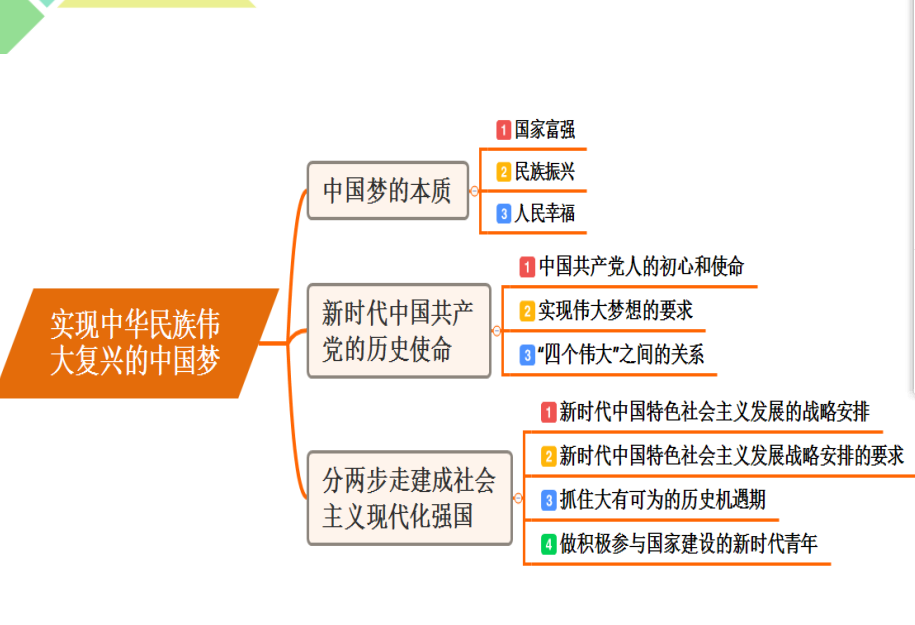 实现中华民族伟
大复兴的中国梦
中国梦的本质
1 国家富强
2 民族振兴
3 人民幸福
新时代中国共产
党的历史使命
1 中国共产党人的初心和使命
2 实现伟大梦想的要求
3 “四个伟大”之间的关系
分两步走建成社会
主义现代化强国
1 新时代中国特色社会主义发展的战略安排
2 新时代中国特色社会主义发展战略安排的要求
3 抓住大有可为的历史机遇期
4 做积极参与国家建设的新时代青年